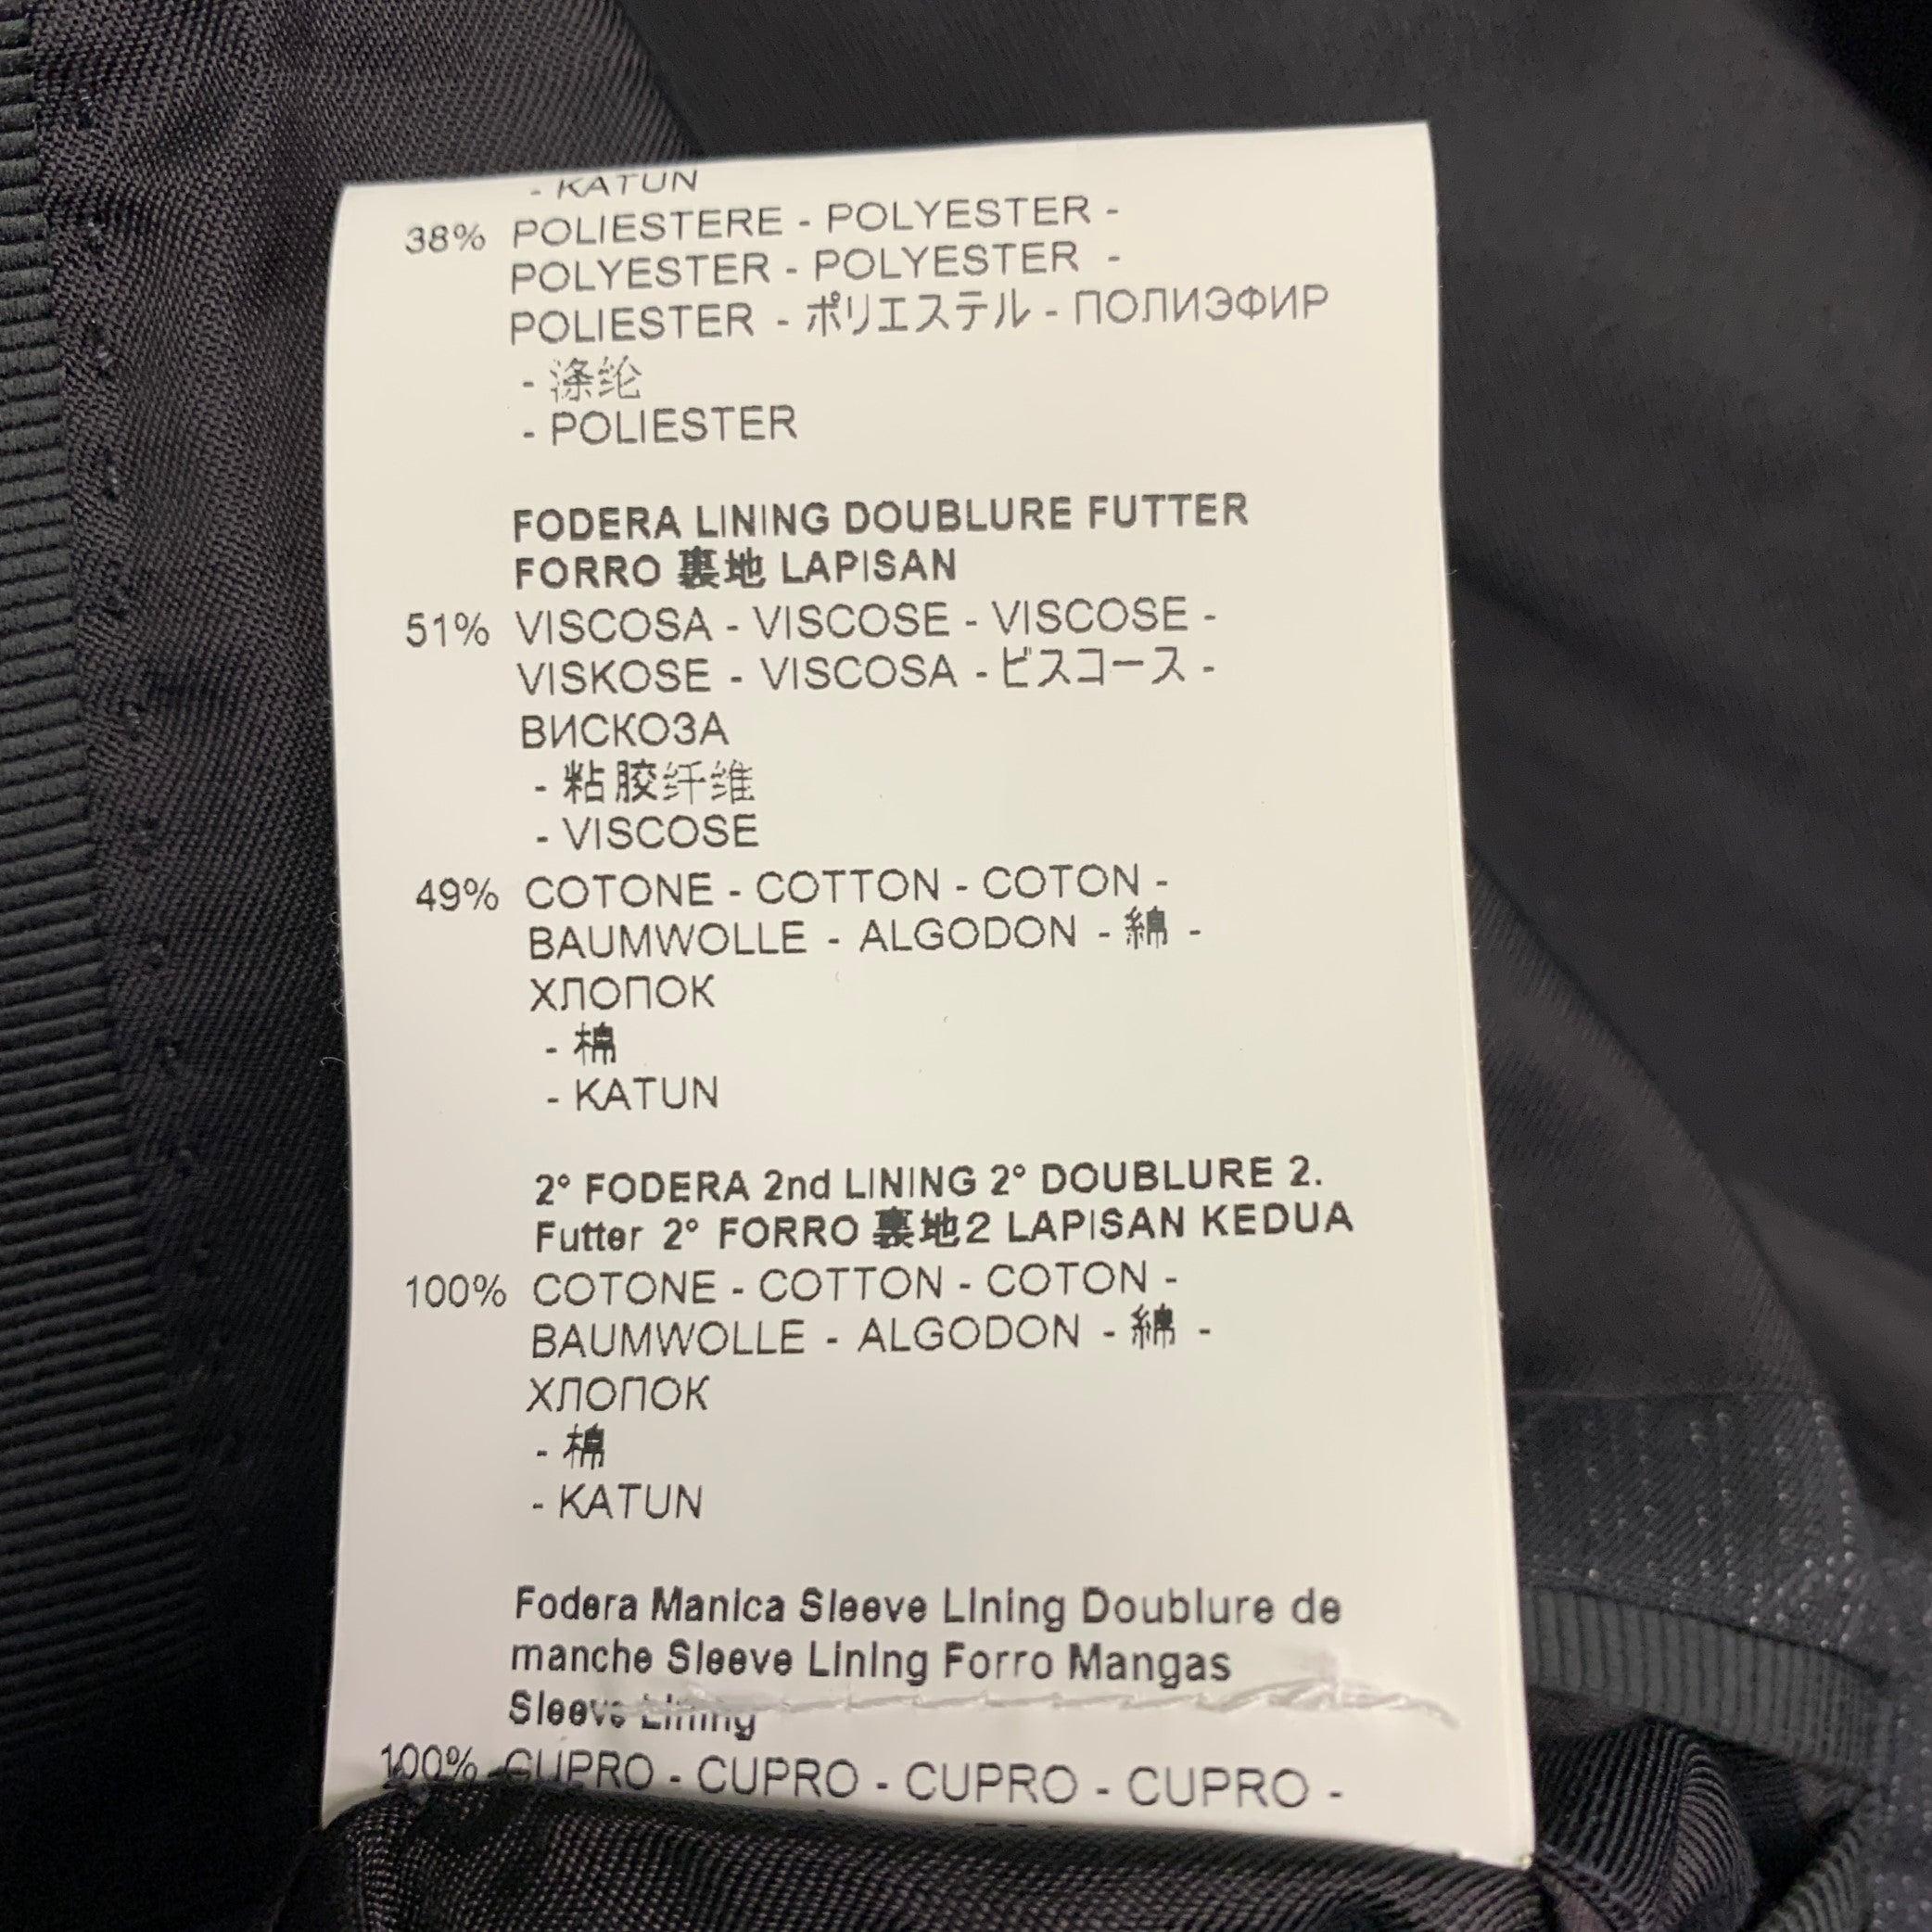 - KATUN
38% POLIESTERE - POLYESTER -
POLYESTER - POLYESTER -
POLIESTER - ポリエステル - ПОЛИЭФИР
- 涤纶
- POLIESTER
FODERA LINING DOUBLURE FUTTER
FORRO 裏地 LAPISAN
51% VISCOSA - VISCOSE - VISCOSE -
VISKOSE - VISCOSA - ビスコース -
ВИСКОЗА
- 粘胶纤维
- VISCOSE
49% COTONE - COTTON - COTON -
BAUMWOLLE - ALGODON - 綿 -
ХЛОПОК
- 棉
- KATUN
2° FODERA 2nd LINING 2° DOUBLURE 2.
Futter 2° FORRO 裏地2 LAPISAN KEDUA
100% COTONE - COTTON - COTON -
BAUMWOLLE - ALGODON - 綿 -
ХЛОПОК
- 棉
- KATUN
Fodera Manica Sleeve Lining Doublure de
manche Sleeve Lining Forro Mangas
Sleeve Lining
100% CUPRO - CUPRO - CUPRO - CUPRO -